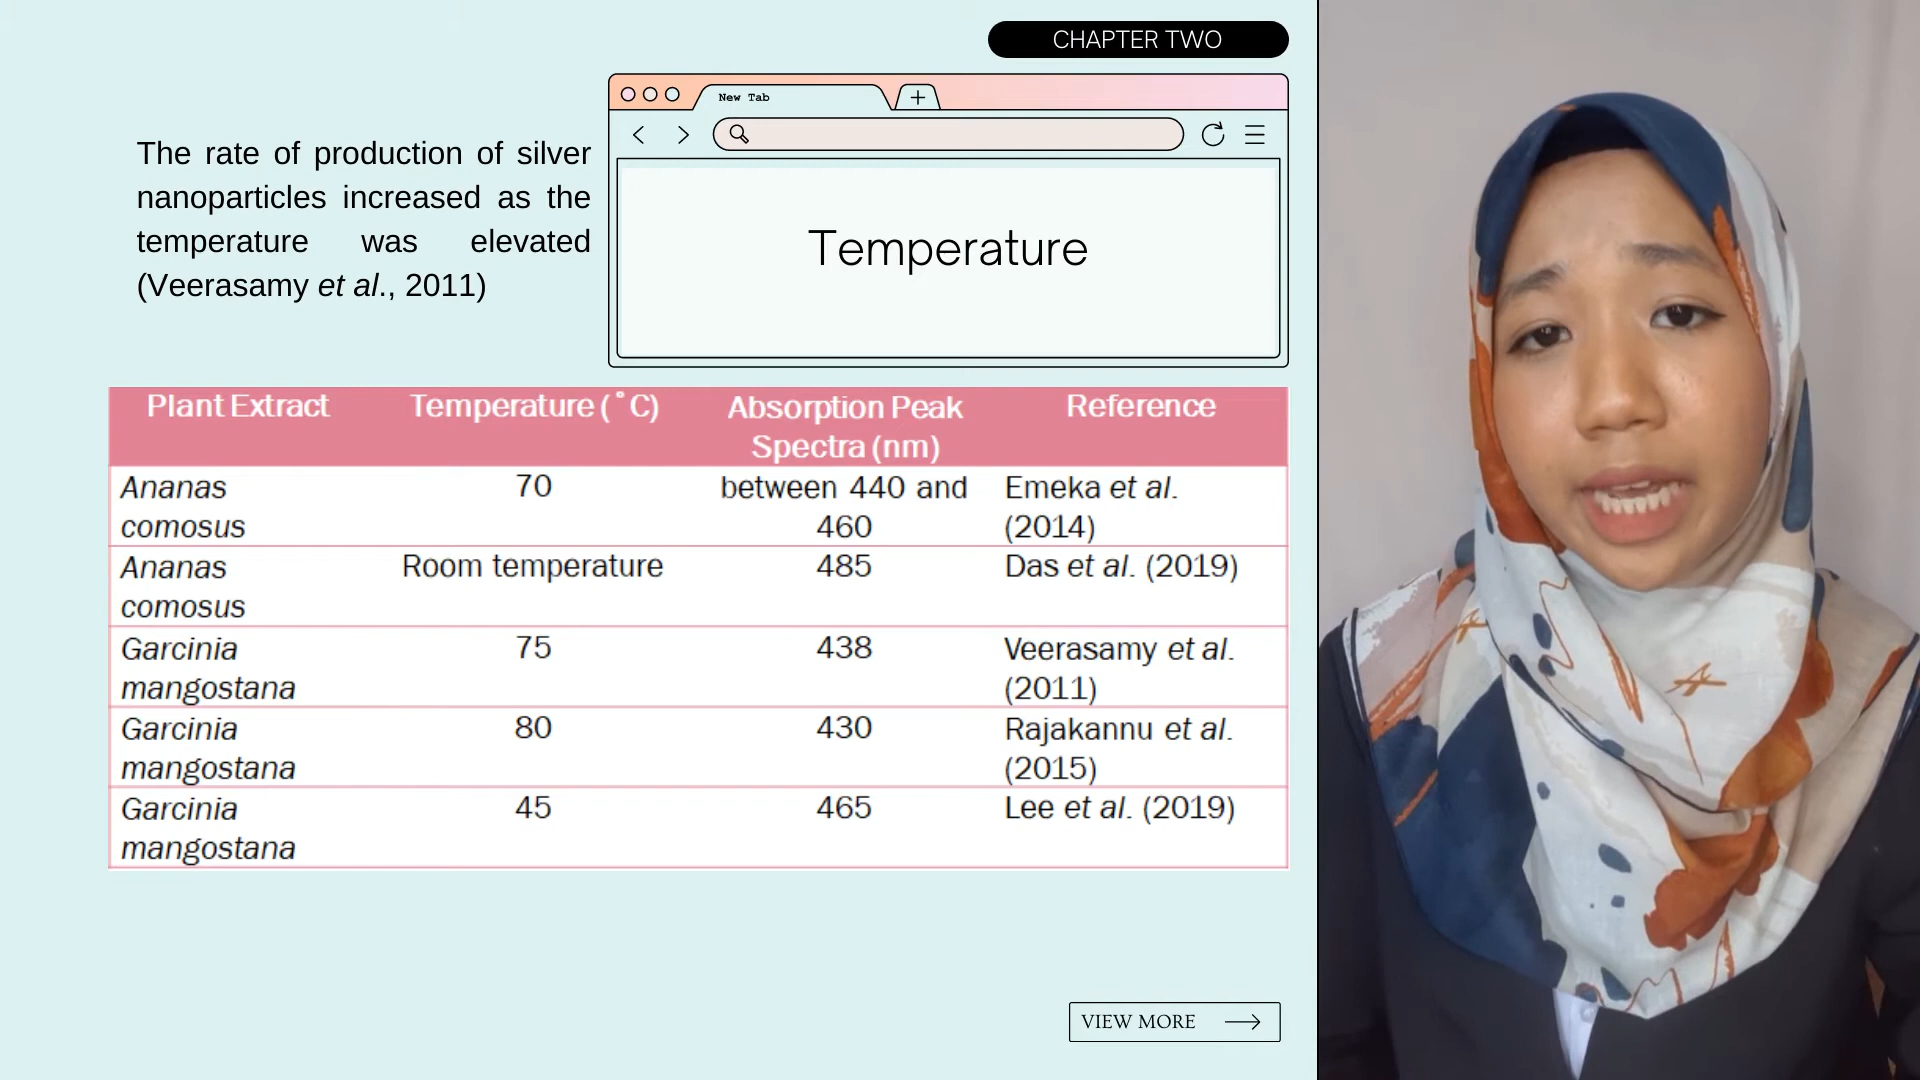 CHAPTER TWO
New Tab
The rate of production of silver
nanoparticles increased as the
temperature was elevated
(Veerasamy et al., 2011)
Temperature
Plant Extract Temperature (˚C) Absorption Peak Spectra (nm) Reference
Ananas comosus 70 between 440 and 460 Emeka et al. (2014)
Ananas comosus Room temperature 485 Das et al. (2019)
Garcinia mangostana 75 438 Veerasamy et al. (2011)
Garcinia mangostana 80 430 Rajakannu et al. (2015)
Garcinia mangostana 45 465 Lee et al. (2019)
VIEW MORE